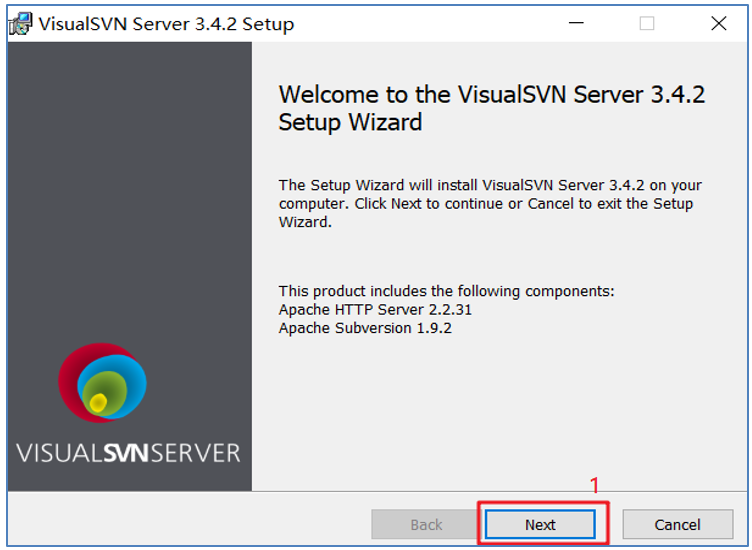 VisualSVN Server 3.4.2 Setup
Welcome to the VisualSVN Server 3.4.2
Setup Wizard
The Setup Wizard will install VisualSVN Server 3.4.2 on your
computer. Click Next to continue or Cancel to exit the Setup
Wizard.
This product includes the following components:
Apache HTTP Server 2.2.31
Apache Subversion 1.9.2
VISUALSVNSERVER
1
Back Next Cancel